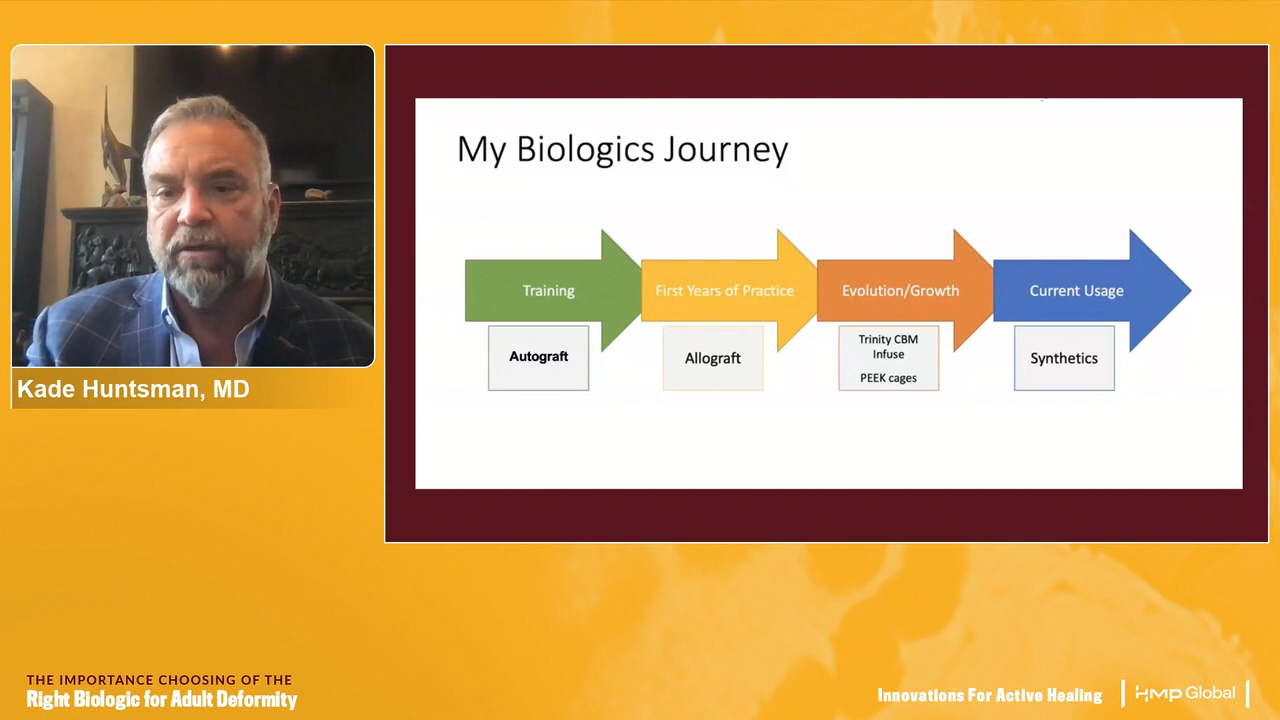 My Biologics Journey
Training
First Years of Practice
Evolution/Growth
Current Usage
Autograft
Allograft
Trinity CBM
Infuse
PEEK cages
Synthetics
Kade Huntsman, MD
THE IMPORTANCE CHOOSING OF THE
Right Biologic for Adult Deformity
Innovations For Active Healing
HMP Global